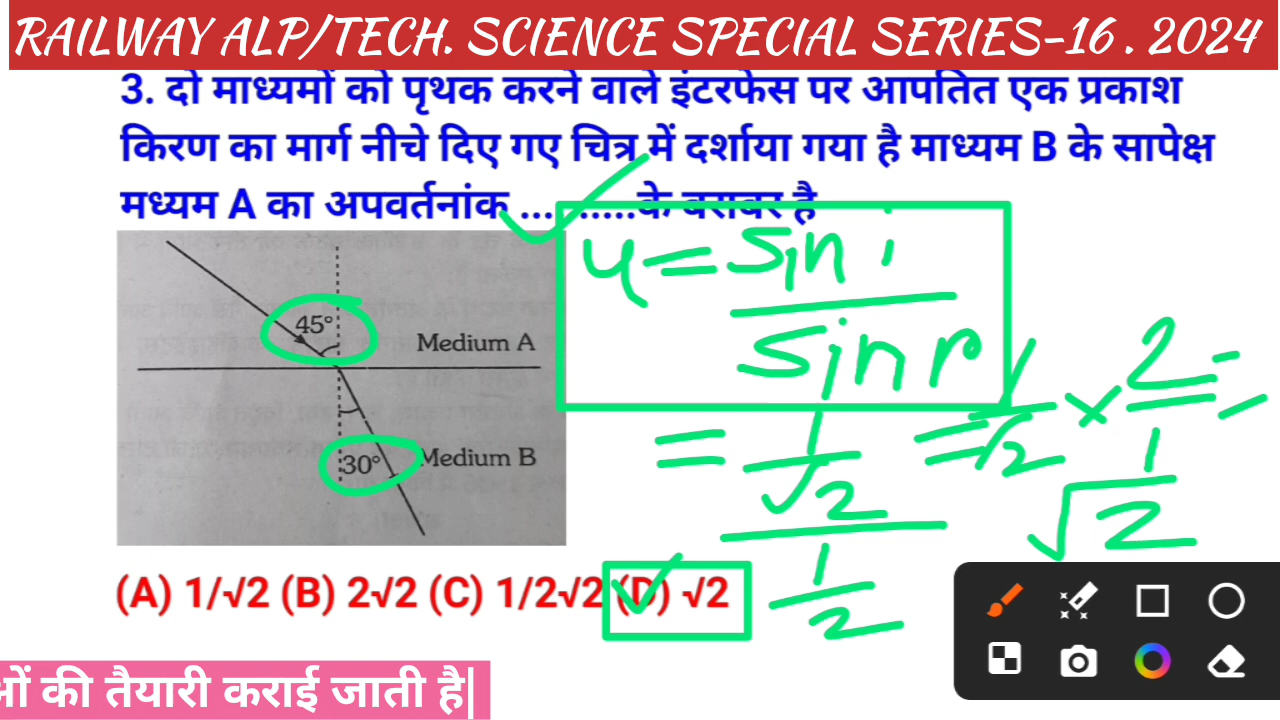 RAILWAY ALP/TECH. SCIENCE SPECIAL SERIES-16 . 2024
3. दो माध्यमों को पृथक करने वाले इंटरफेस पर आपतित एक प्रकाश
किरण का मार्ग नीचे दिए गए चित्र में दर्शाया गया है माध्यम B के सापेक्ष
मध्यम A का अपवर्तनांक ..........के बराबर है
45°
Medium A
30°
Medium B
u = sin i / sin r
= 1/√2 / 1/2 = 1/√2 × 2/1 = √2
(A) 1/√2 (B) 2√2 (C) 1/2√2 (D) √2
ओं की तैयारी कराई जाती है|